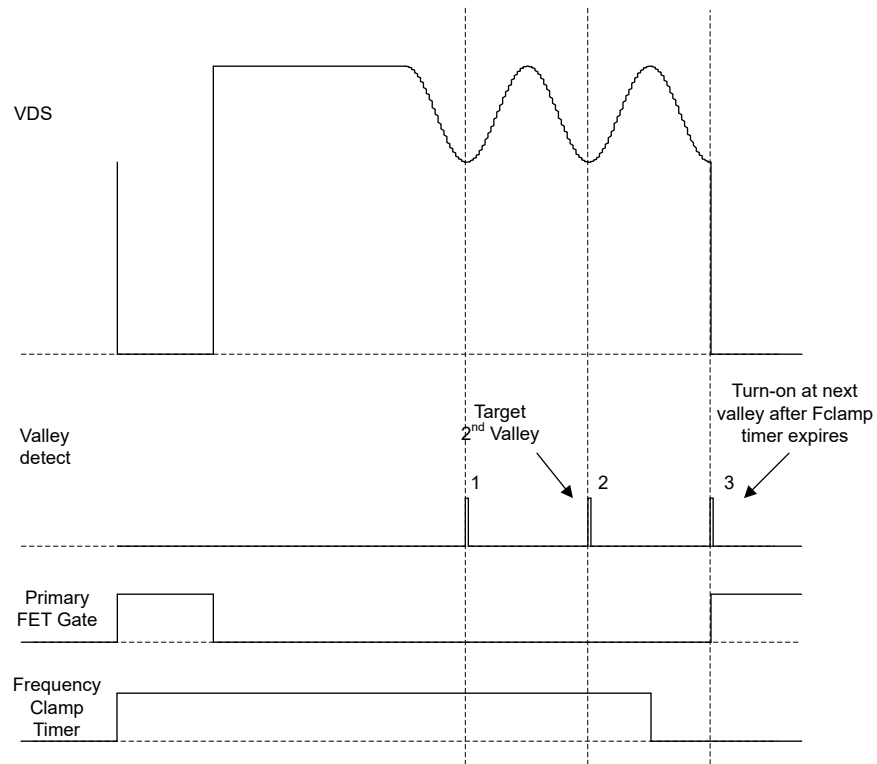 VDS
Valley
detect
Target
2nd Valley
Turn-on at next
valley after Fclamp
timer expires
1
2
3
Primary
FET Gate
Frequency
Clamp
Timer